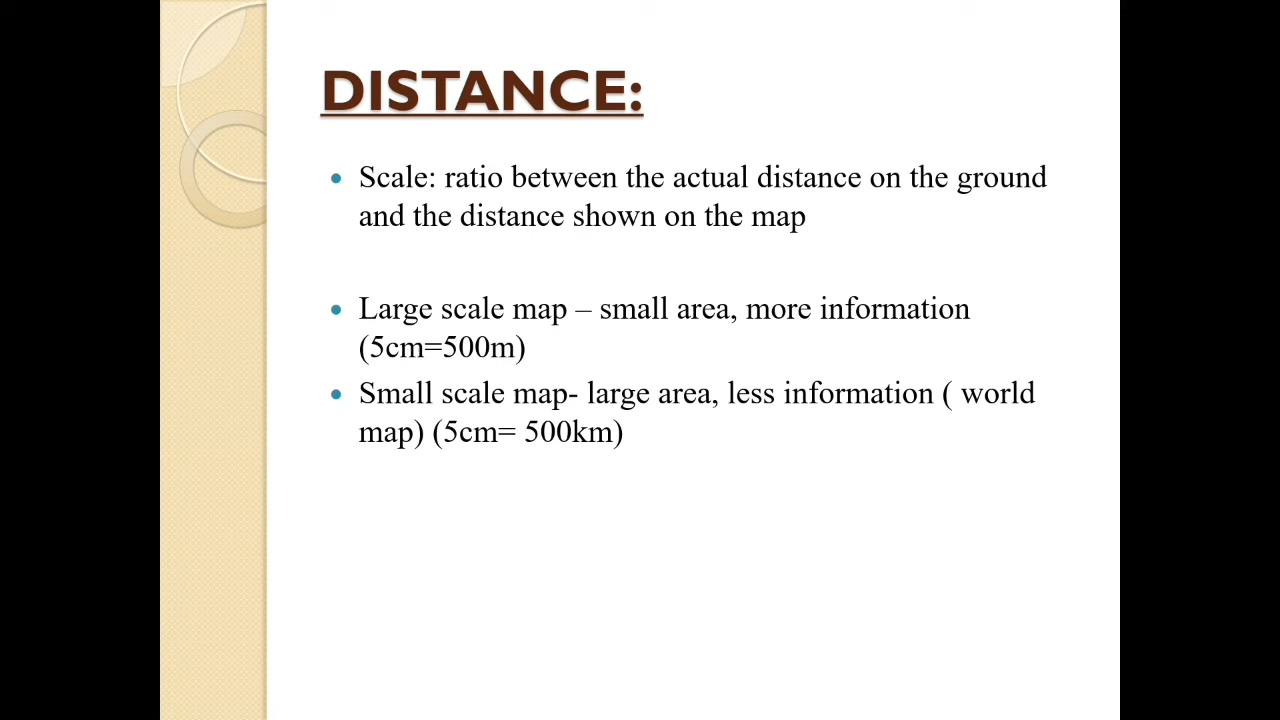 DISTANCE:
Scale: ratio between the actual distance on the ground
and the distance shown on the map
Large scale map – small area, more information
(5cm=500m)
Small scale map- large area, less information ( world
map) (5cm= 500km)